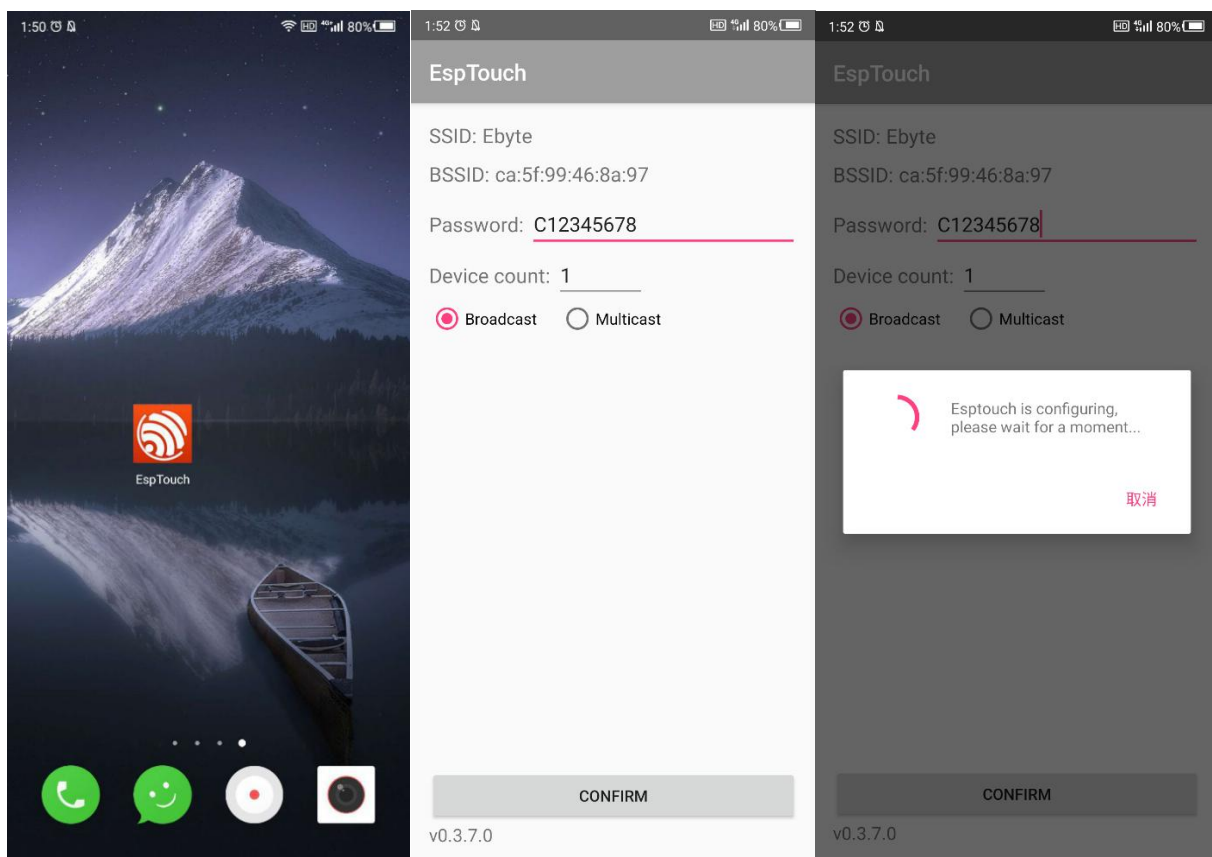 1:50 HD 4G 80%
EspTouch
1:52 HD 4G 80%
EspTouch
SSID: Ebyte
BSSID: ca:5f:99:46:8a:97
Password: C12345678
Device count: 1
Broadcast Multicast
CONFIRM
v0.3.7.0
1:52 HD 4G 80%
EspTouch
SSID: Ebyte
BSSID: ca:5f:99:46:8a:97
Password: C12345678
Device count: 1
Broadcast Multicast
Esptouch is configuring,
please wait for a moment...
取消
CONFIRM
v0.3.7.0